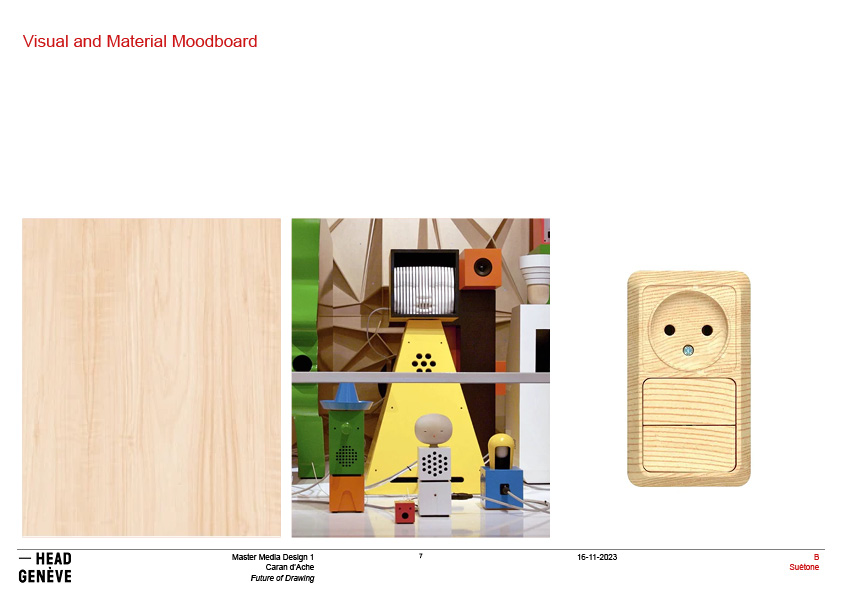 Visual and Material Moodboard
— HEAD
GENÈVE
Master Media Design 1
Caran d'Ache
Future of Drawing
7
16-11-2023
B
Suétone